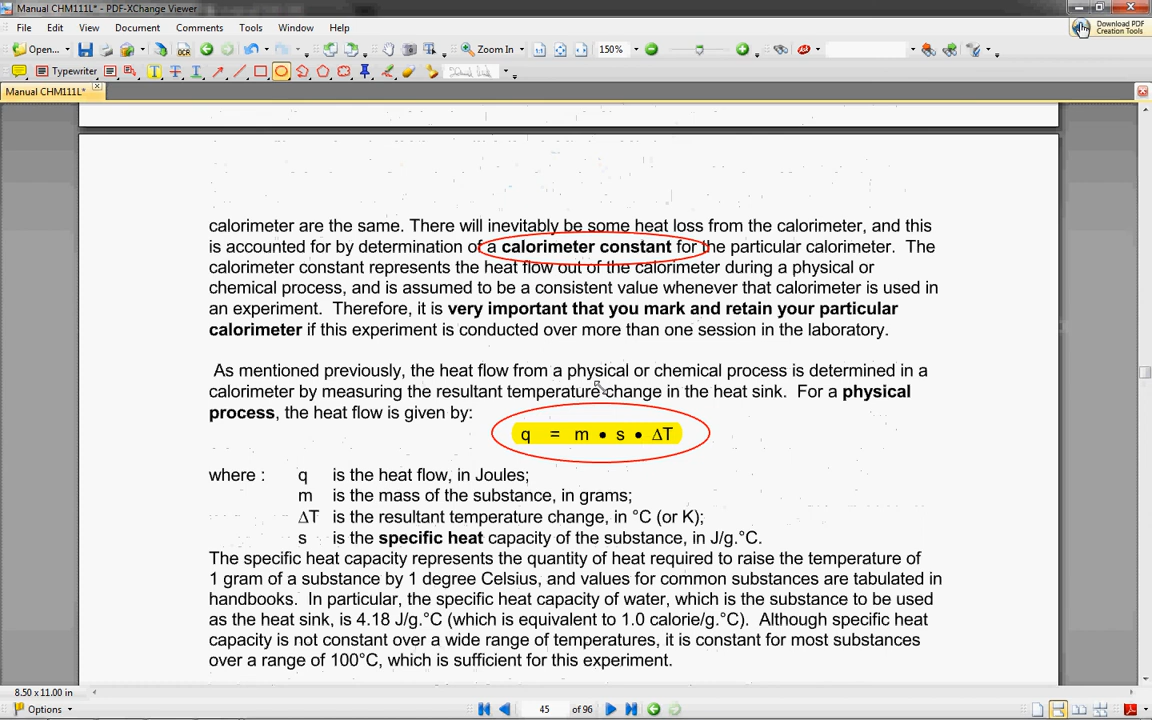 Manual CHM111L* - PDF-XChange Viewer
File Edit View Document Comments Tools Window Help
Download PDF
Creation Tools
Open... OCR Zoom In 150%
Typewriter
Manual CHM111L*
calorimeter are the same. There will inevitably be some heat loss from the calorimeter, and this
is accounted for by determination of a calorimeter constant for the particular calorimeter. The
calorimeter constant represents the heat flow out of the calorimeter during a physical or
chemical process, and is assumed to be a consistent value whenever that calorimeter is used in
an experiment. Therefore, it is very important that you mark and retain your particular
calorimeter if this experiment is conducted over more than one session in the laboratory.
As mentioned previously, the heat flow from a physical or chemical process is determined in a
calorimeter by measuring the resultant temperature change in the heat sink. For a physical
process, the heat flow is given by:
q = m • s • ΔT
where : q is the heat flow, in Joules;
m is the mass of the substance, in grams;
ΔT is the resultant temperature change, in °C (or K);
s is the specific heat capacity of the substance, in J/g.°C.
The specific heat capacity represents the quantity of heat required to raise the temperature of
1 gram of a substance by 1 degree Celsius, and values for common substances are tabulated in
handbooks. In particular, the specific heat capacity of water, which is the substance to be used
as the heat sink, is 4.18 J/g.°C (which is equivalent to 1.0 calorie/g.°C). Although specific heat
capacity is not constant over a wide range of temperatures, it is constant for most substances
over a range of 100°C, which is sufficient for this experiment.
8.50 x 11.00 in
Options 45 of 96